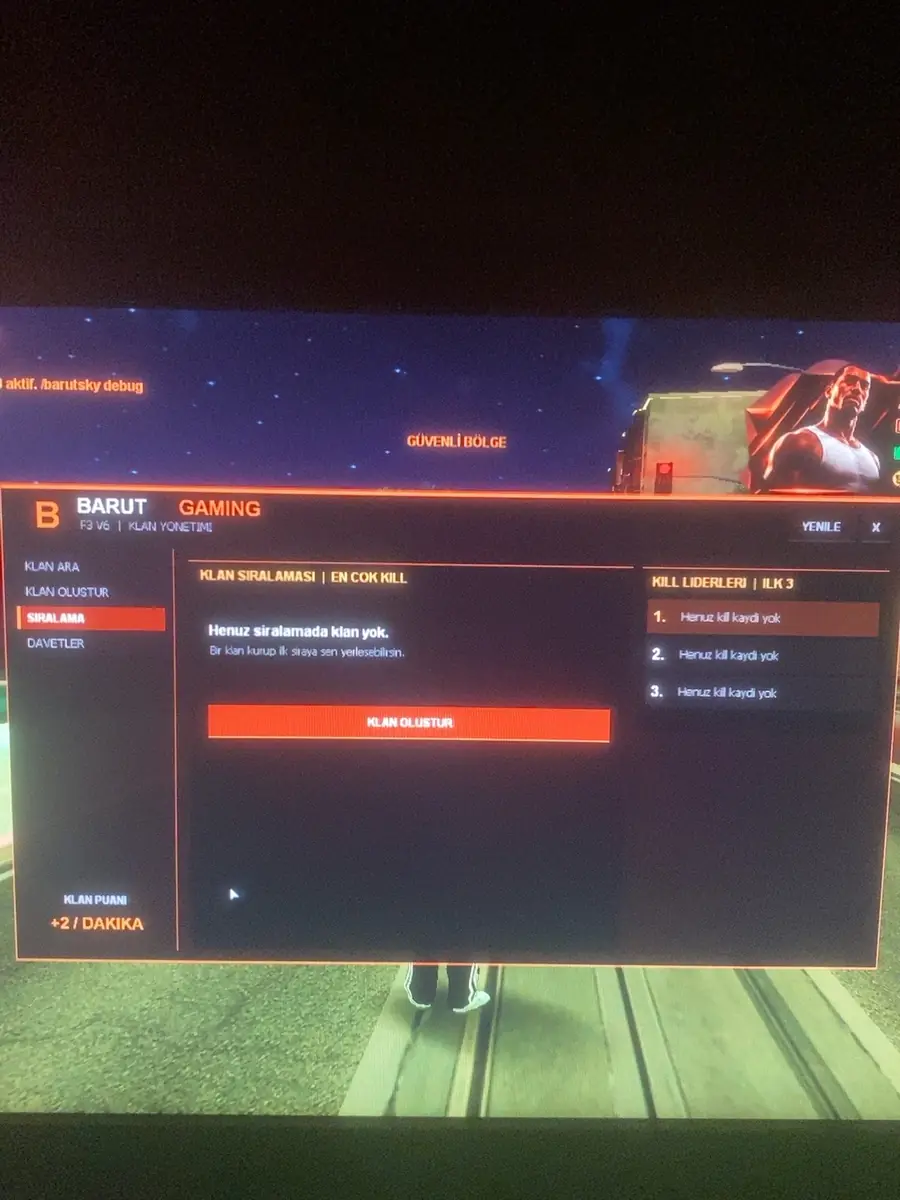 aktif. /barutsky debug
GÜVENLİ BÖLGE
B BARUT GAMING
F3 V6 | KLAN YONETIMI
YENILE X
KLAN ARA
KLAN OLUSTUR
SIRALAMA
DAVETLER
KLAN SIRALAMASI | EN COK KILL
Henuz siralamada klan yok.
Bir klan kurup ilk siraya sen yerlesebilirsin.
KLAN OLUSTUR
KILL LIDERLERI | ILK 3
1. Henuz kill kaydi yok
2. Henuz kill kaydi yok
3. Henuz kill kaydi yok
KLAN PUANI
+2 / DAKIKA